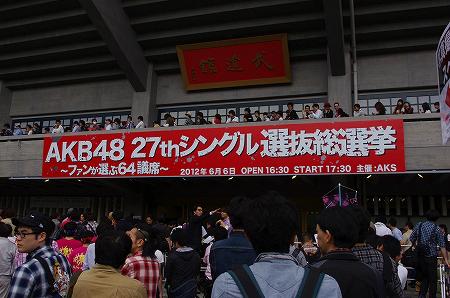 武道館
AKB48 27thシングル 選抜総選挙
～ファンが選ぶ64議席～ 2012年6月6日 OPEN 16:30 START 17:30 主催:AKS